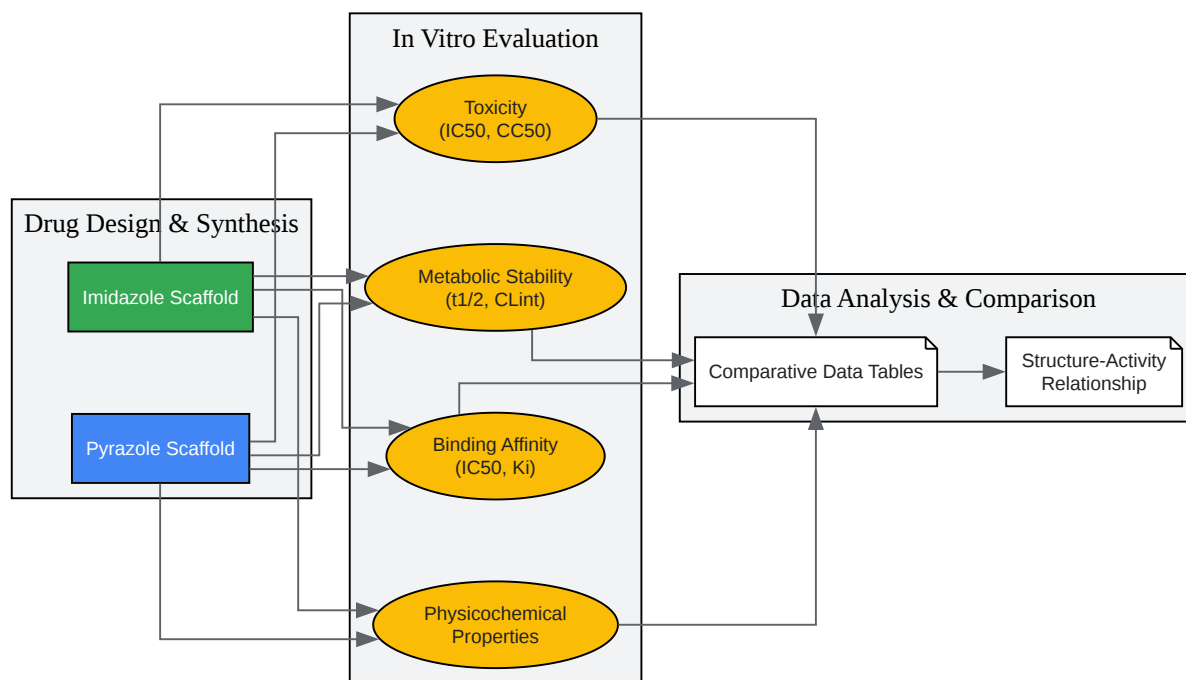 Drug Design & Synthesis
Imidazole Scaffold
Pyrazole Scaffold
In Vitro Evaluation
Toxicity
(IC50, CC50)
Metabolic Stability
(t1/2, CLint)
Binding Affinity
(IC50, Ki)
Physicochemical
Properties
Data Analysis & Comparison
Comparative Data Tables
Structure-Activity
Relationship